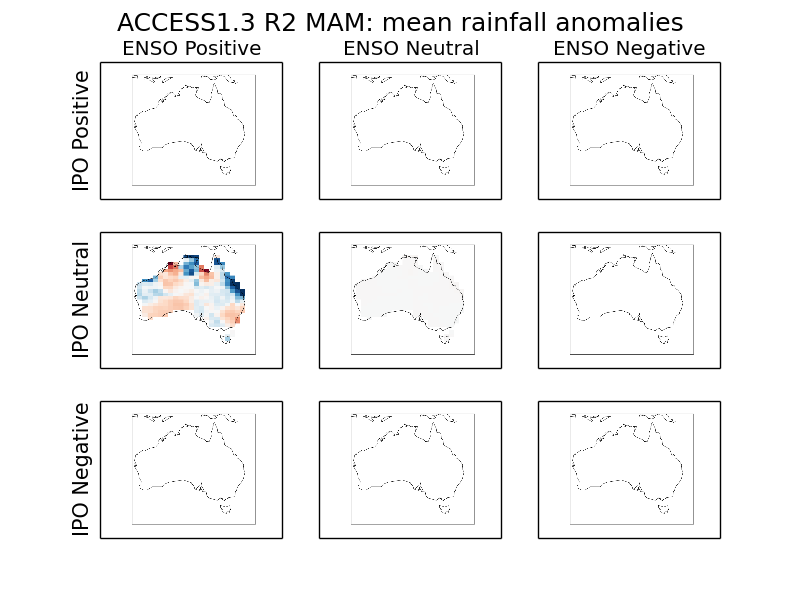 ACCESS1.3 R2 MAM: mean rainfall anomalies
ENSO Positive
ENSO Neutral
ENSO Negative
IPO Positive
IPO Neutral
IPO Negative